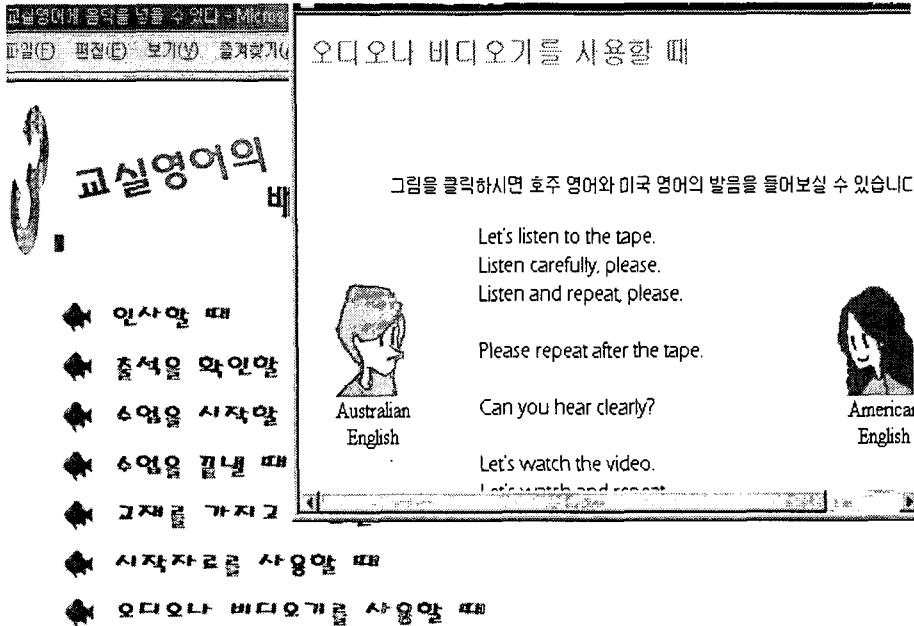 교실영어에 음악을 넣을 수 있다 - Micros
파일(F) 편집(E) 보기(V) 즐겨찾기(
교실영어의
오디오나 비디오기를 사용할 때
그림을 클릭하시면 호주 영어와 미국 영어의 발음을 들어보실 수 있습니다
Let's listen to the tape.
Listen carefully, please.
Listen and repeat, please.
Please repeat after the tape.
Can you hear clearly?
Let's watch the video.
Let's watch and repeat
Australian
English
American
English
인사할 때
출석을 확인할
수업을 시작할
수업을 끝낼 때
교재를 가지고
시작자료를 사용할 때
오디오나 비디오기를 사용할 때